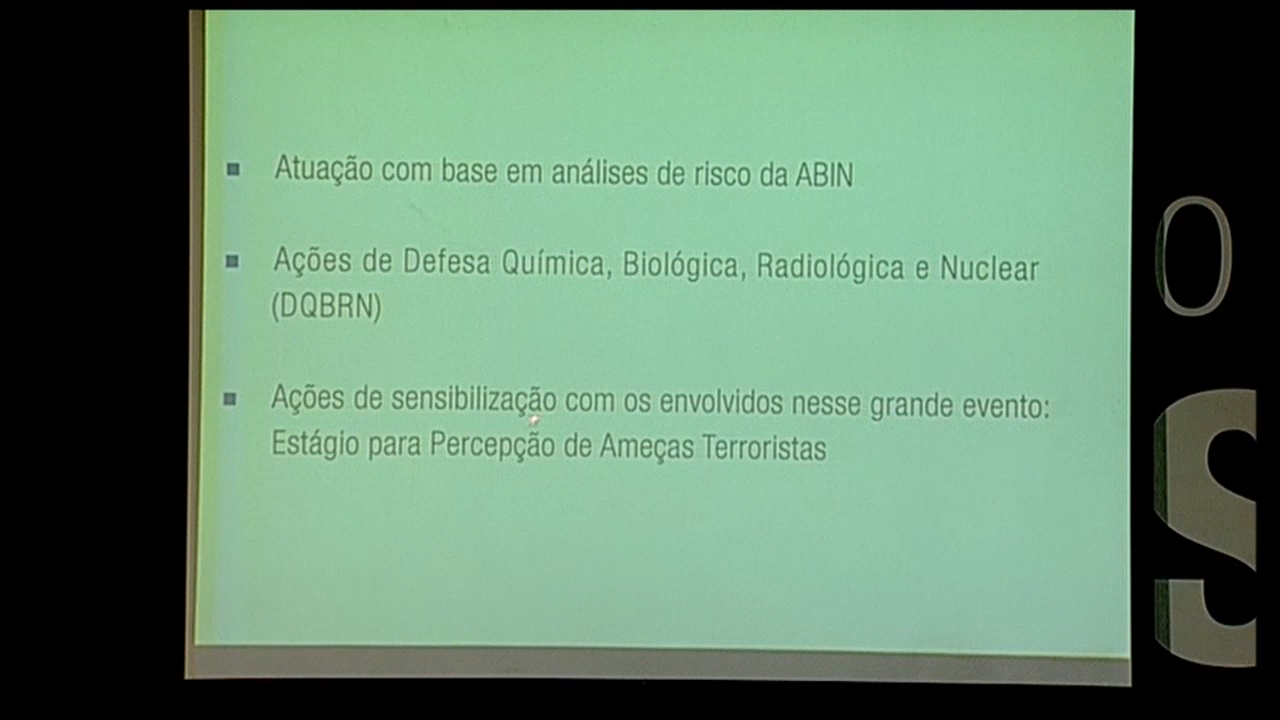 Atuação com base em análises de risco da ABIN
Ações de Defesa Química, Biológica, Radiológica e Nuclear
(DQBRN)
Ações de sensibilização com os envolvidos nesse grande evento:
Estágio para Percepção de Ameças Terroristas
O
S